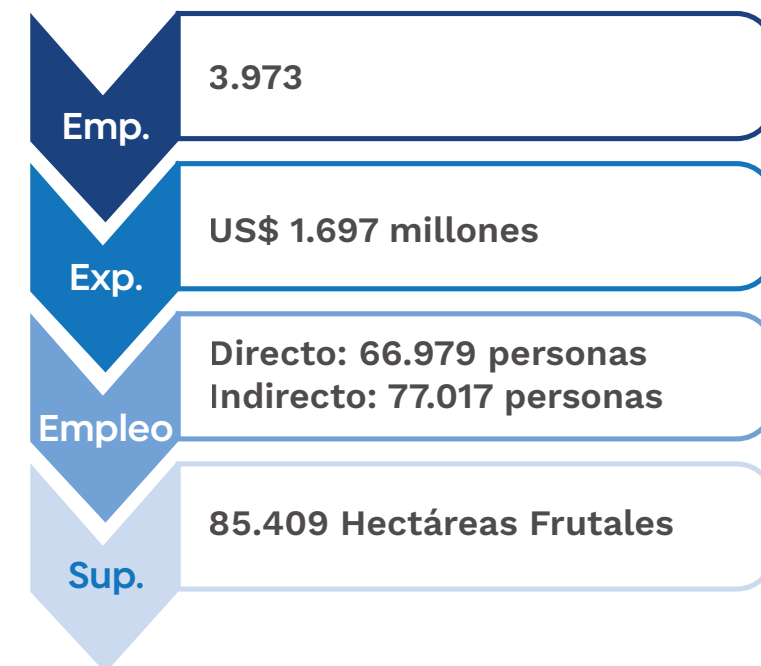 Emp.
3.973
Exp.
US$ 1.697 millones
Empleo
Directo: 66.979 personas
Indirecto: 77.017 personas
Sup.
85.409 Hectáreas Frutales